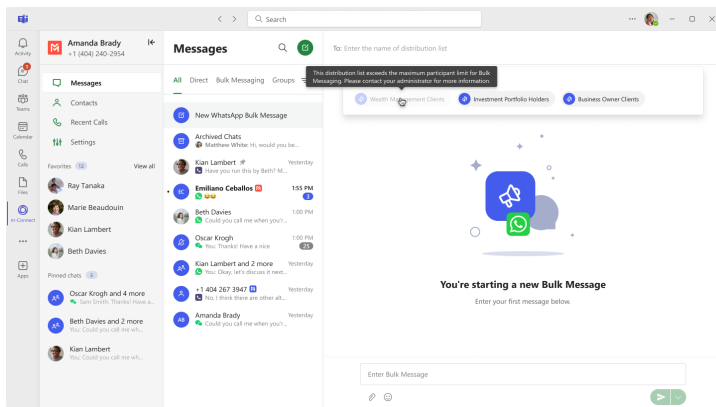 Search
Activity
Chat
Teams
Calendar
Calls
Files
In-Connect
Apps
Amanda Brady
+1 (404) 240-2954
Messages
Contacts
Recent Calls
Settings
Favorites 12 View all
Ray Tanaka
Marie Beaudouin
Kian Lambert
Beth Davies
Pinned chats 3
Oscar Krogh and 4 more
Sam Smith, Thanks! Have a...
Beth Davies and 2 more
You: Could you call me wh...
Kian Lambert
You: Could you call me wh...
Messages
All Direct Bulk Messaging Groups
New WhatsApp Bulk Message
Archived Chats
Matthew White: Hi, would you be...
Kian Lambert Yesterday
Have you run this by Beth? M...
EC Emiliano Ceballos 1:55 PM
3
Beth Davies 1:00 PM
Could you call me when you'r...
Oscar Krogh 1:00 PM
You: Thanks! Have a nice 25
Kian Lambert and 2 more Yesterday
You: Okay, let's discuss it next...
+1 404 267 3947 Yesterday
No, I think there are other alt...
AB Amanda Brady Yesterday
Could you call me when you'r...
To: Enter the name of distribution list
This distribution list exceeds the maximum participant limit for Bulk
Messaging. Please contact your administrator for more information.
Wealth Management Clients Investment Portfolio Holders Business Owner Clients
You're starting a new Bulk Message
Enter your first message below.
Enter Bulk Message